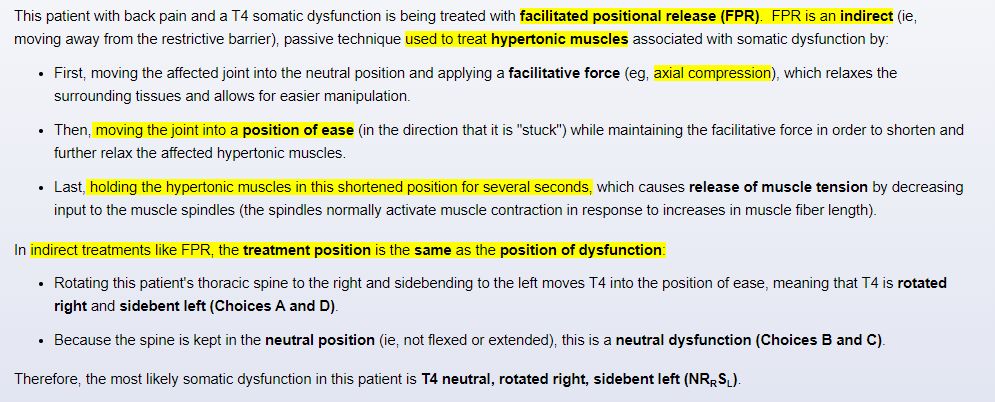 This patient with back pain and a T4 somatic dysfunction is being treated with facilitated positional release (FPR).  FPR is an indirect (ie,
moving away from the restrictive barrier), passive technique used to treat hypertonic muscles associated with somatic dysfunction by:
• First, moving the affected joint into the neutral position and applying a facilitative force (eg, axial compression), which relaxes the
surrounding tissues and allows for easier manipulation.
• Then, moving the joint into a position of ease (in the direction that it is "stuck") while maintaining the facilitative force in order to shorten and
further relax the affected hypertonic muscles.
• Last, holding the hypertonic muscles in this shortened position for several seconds, which causes release of muscle tension by decreasing
input to the muscle spindles (the spindles normally activate muscle contraction in response to increases in muscle fiber length).
In indirect treatments like FPR, the treatment position is the same as the position of dysfunction:
• Rotating this patient's thoracic spine to the right and sidebending to the left moves T4 into the position of ease, meaning that T4 is rotated
right and sidebent left (Choices A and D).
• Because the spine is kept in the neutral position (ie, not flexed or extended), this is a neutral dysfunction (Choices B and C).
Therefore, the most likely somatic dysfunction in this patient is T4 neutral, rotated right, sidebent left (NRRSL).